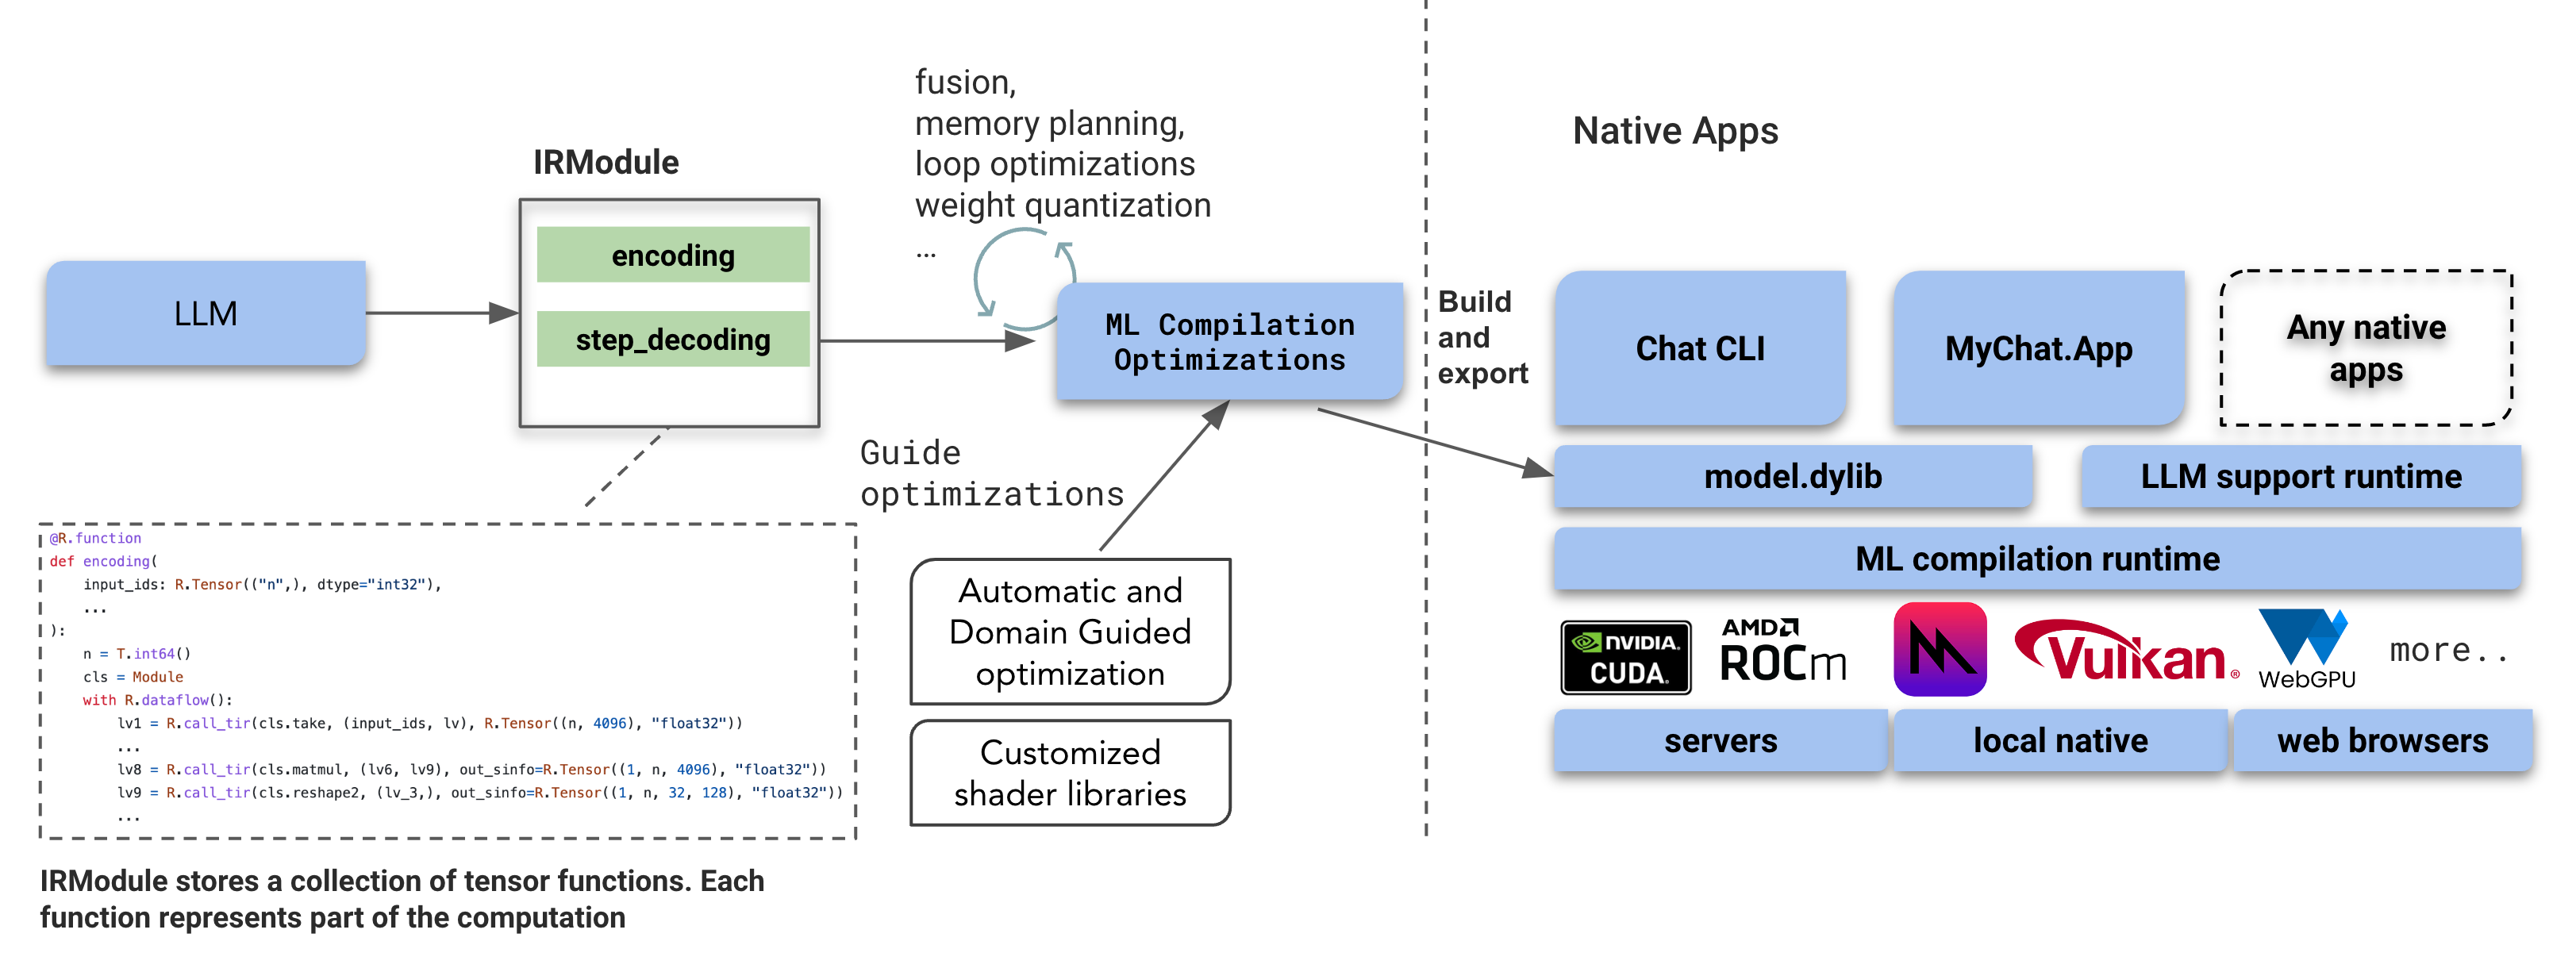 LLM
IRModule
encoding
step_decoding
fusion,
memory planning,
loop optimizations
weight quantization
...
ML Compilation
Optimizations
Guide
optimizations
Automatic and
Domain Guided
optimization
Customized
shader libraries
@R.function
def encoding(
    input_ids: R.Tensor(("n",), dtype="int32"),
    ...
):
    n = T.int64()
    cls = Module
    with R.dataflow():
        lv1 = R.call_tir(cls.take, (input_ids, lv), R.Tensor((n, 4096), "float32"))
        ...
        lv8 = R.call_tir(cls.matmul, (lv6, lv9), out_sinfo=R.Tensor((1, n, 4096), "float32"))
        lv9 = R.call_tir(cls.reshape2, (lv_3,), out_sinfo=R.Tensor((1, n, 32, 128), "float32"))
        ...
IRModule stores a collection of tensor functions. Each
function represents part of the computation
Build
and
export
Native Apps
Chat CLI
MyChat.App
Any native
apps
model.dylib
LLM support runtime
ML compilation runtime
NVIDIA.
CUDA.
AMD
ROCm
Vulkan®
WebGPU
more..
servers
local native
web browsers